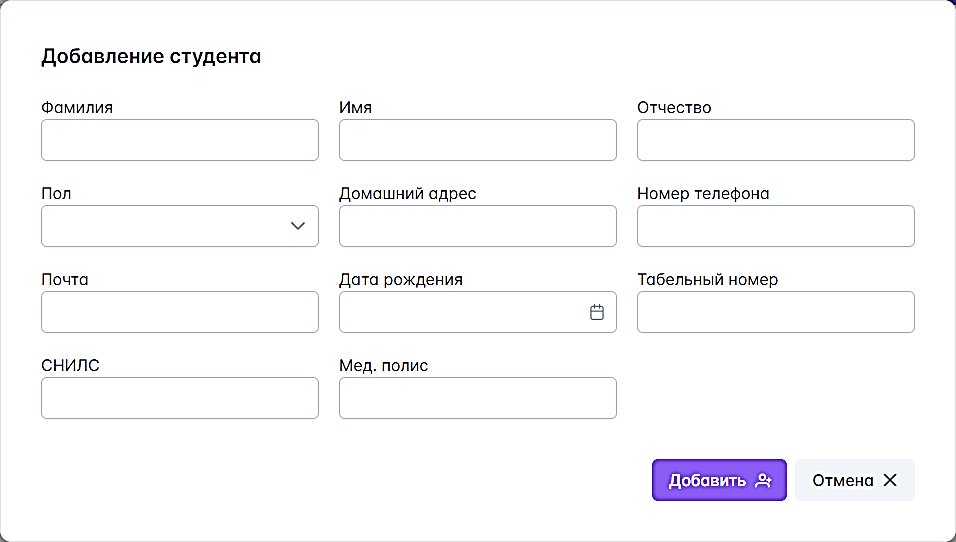 Добавление студента
Фамилия Имя Отчество
Пол Домашний адрес Номер телефона
Почта Дата рождения Табельный номер
СНИЛС Мед. полис
Добавить Отмена